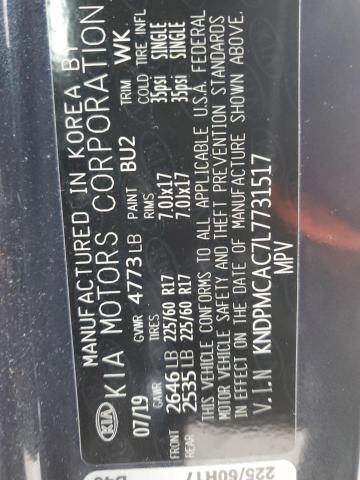 MANUFACTURED IN KOREA BY
KIA KIA MOTORS CORPORATION
07/19 GVWR 4773 LB PAINT BU2 TRIM WK
GAWR TIRES RIMS COLD TIRE INFL
FRONT 2646 LB 225/60 R17 7.0Jx17 35psi SINGLE
REAR 2535 LB 225/60 R17 7.0Jx17 35psi SINGLE
THIS VEHICLE CONFORMS TO ALL APPLICABLE U.S.A. FEDERAL
MOTOR VEHICLE SAFETY AND THEFT PREVENTION STANDARDS
IN EFFECT ON THE DATE OF MANUFACTURE SHOWN ABOVE.
V.I.N KNDPMCAC7L7731517
MPV
225/60R17